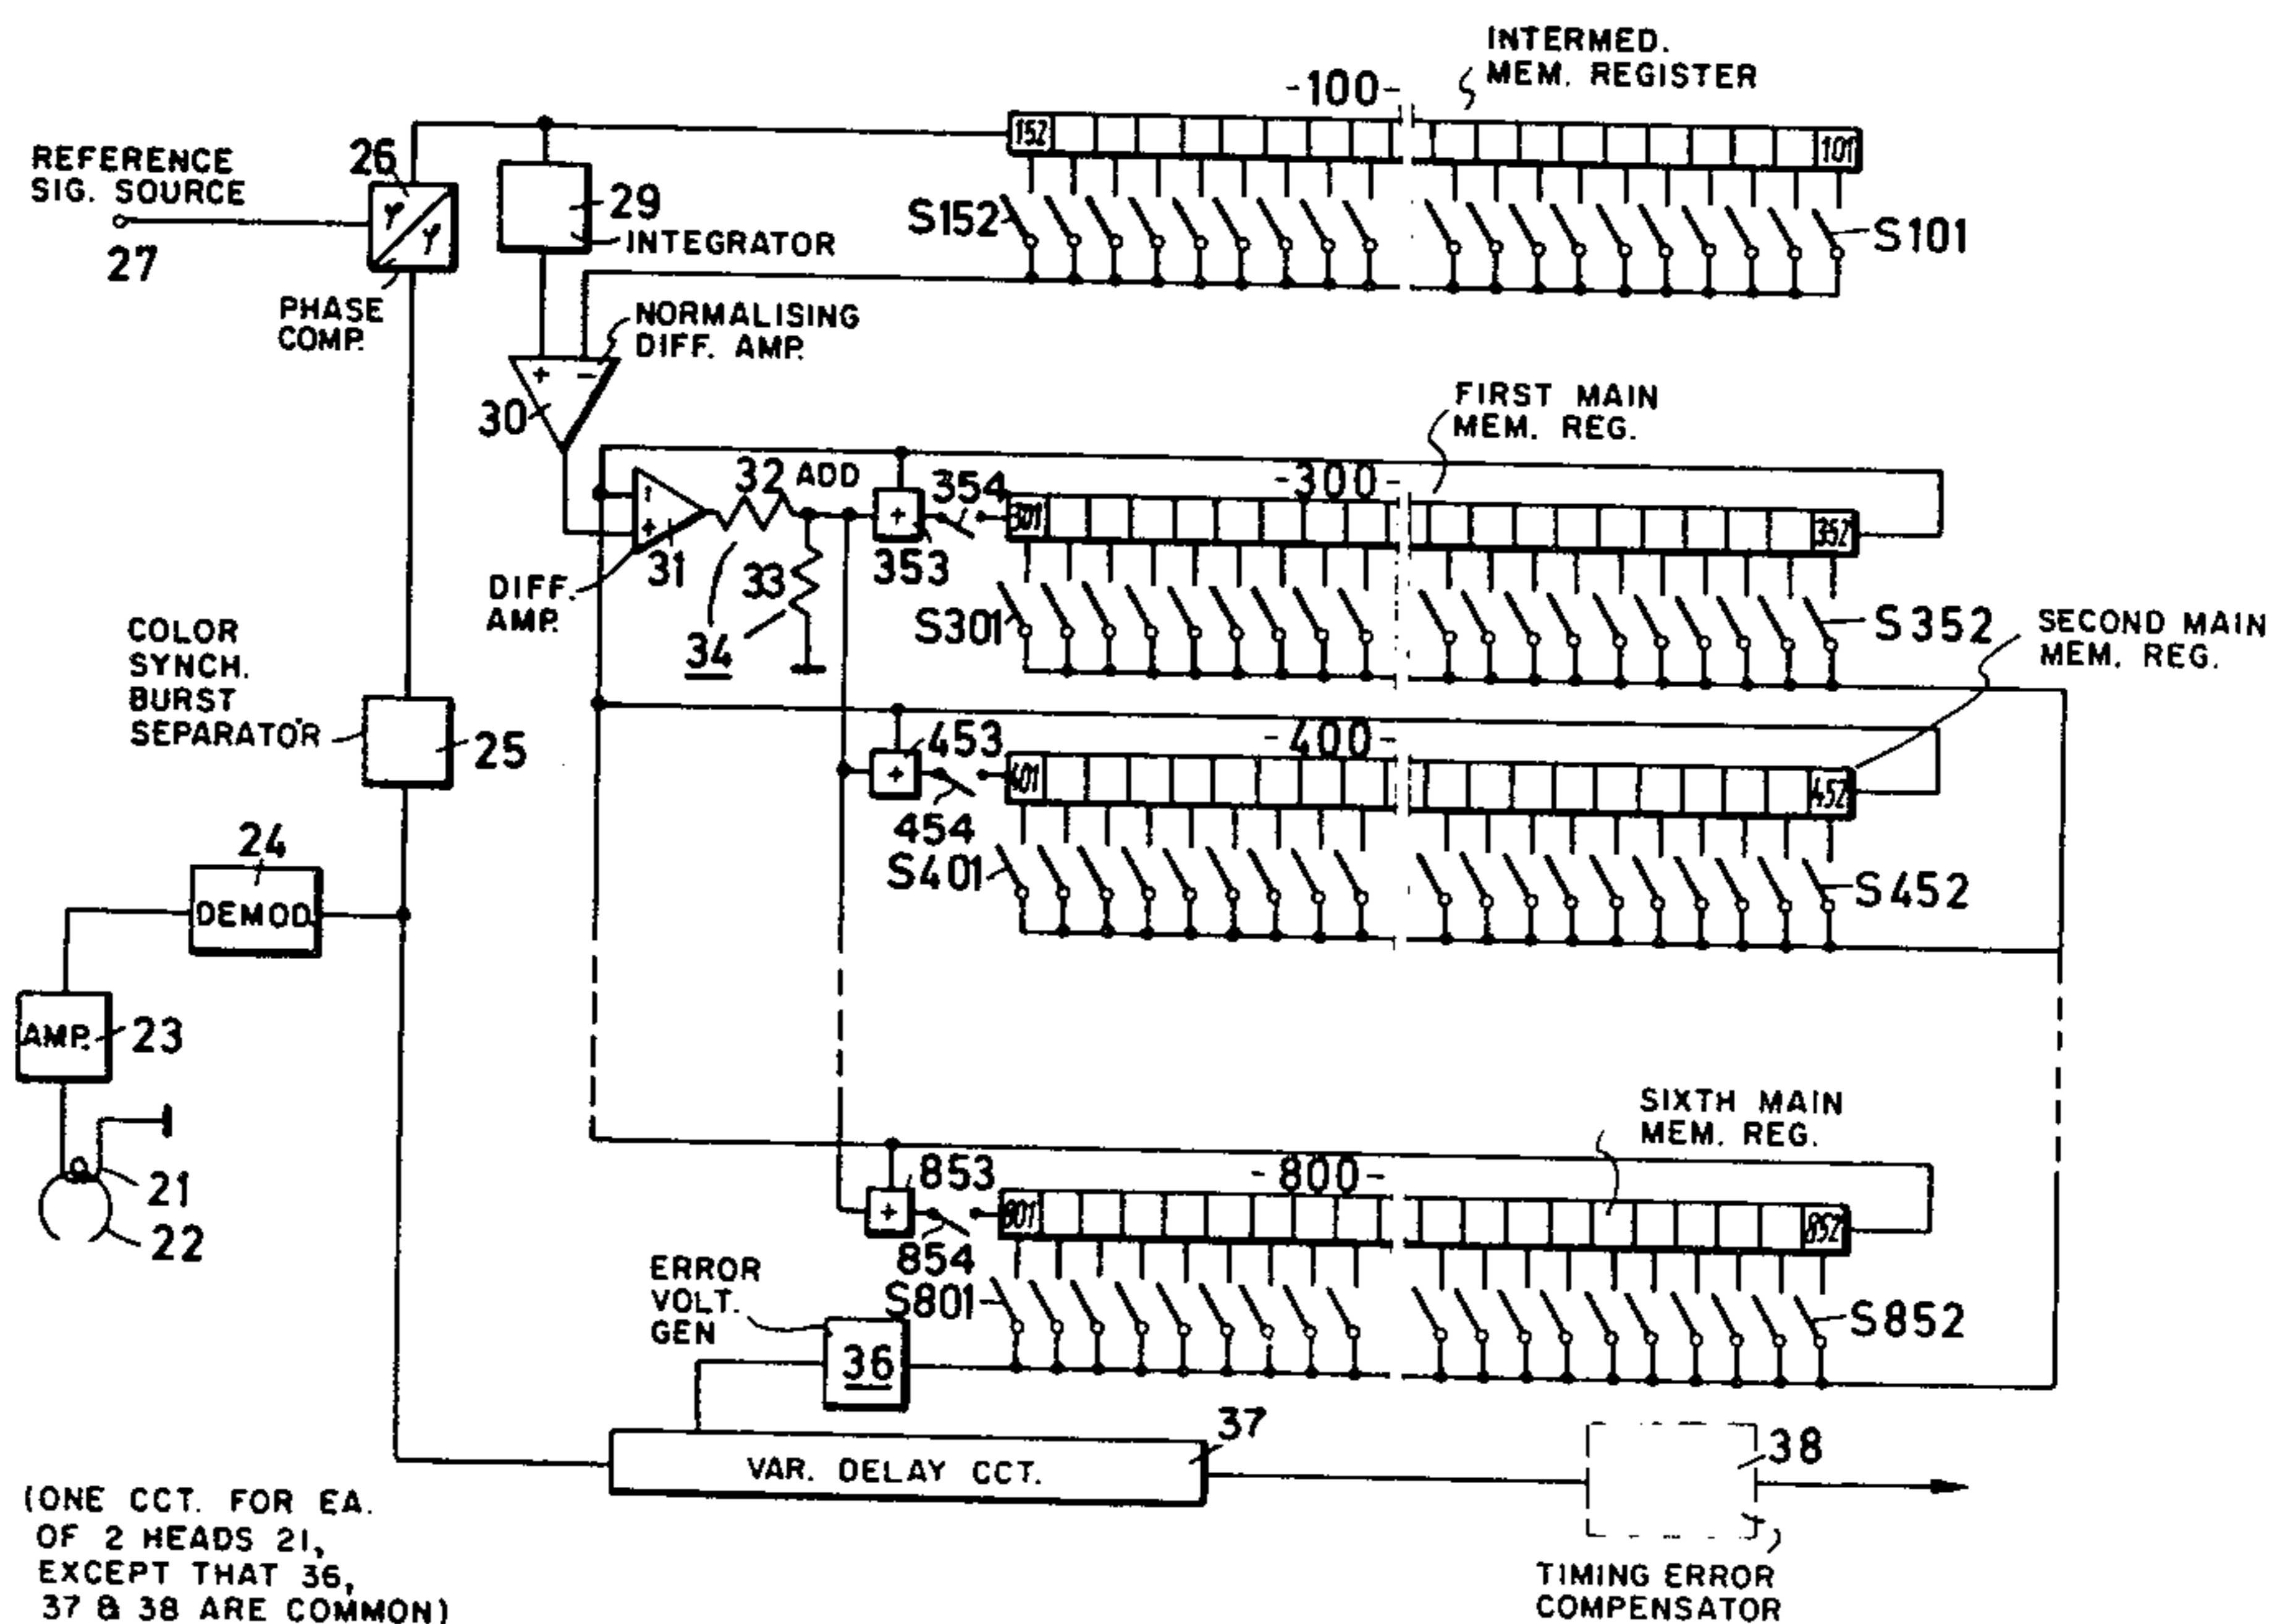 INTERMED.
MEM. REGISTER
-100-
152
101
REFERENCE
SIG. SOURCE
27
26
φ
φ
PHASE
COMP.
29
INTEGRATOR
S152
S101
NORMALISING
DIFF. AMP.
+ -
30
FIRST MAIN
MEM. REG.
32 ADD
354
-300-
301
352
+
353
-
+
31
33
34
DIFF.
AMP.
S301
S352
SECOND MAIN
MEM. REG.
COLOR
SYNCH.
BURST
SEPARATOR
25
453
-400-
+
401
452
454
S401
S452
24
DEMOD.
AMP.
23
21
22
SIXTH MAIN
MEM. REG.
853
-800-
+
801
852
854
S801
S852
ERROR
VOLT.
GEN
36
37
VAR. DELAY CCT.
38
TIMING ERROR
COMPENSATOR
(ONE CCT. FOR EA.
OF 2 HEADS 21,
EXCEPT THAT 36,
37 & 38 ARE COMMON)